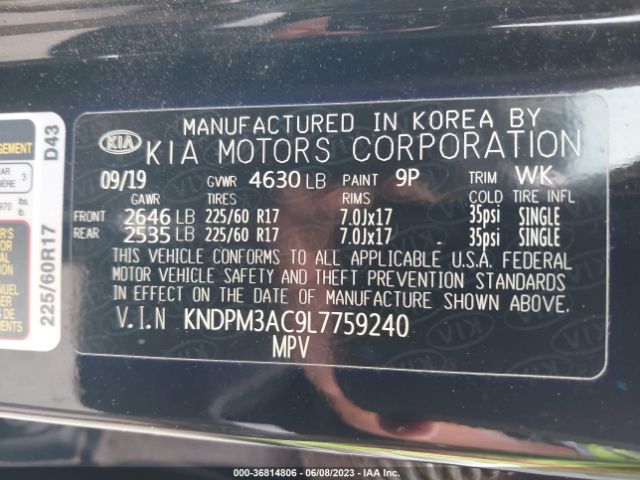 MANUFACTURED IN KOREA BY
KIA KIA MOTORS CORPORATION
09/19 GVWR 4630 LB PAINT 9P TRIM WK
GAWR TIRES RIMS COLD TIRE INFL
FRONT 2646 LB 225/60 R17 7.0Jx17 35psi SINGLE
REAR 2535 LB 225/60 R17 7.0Jx17 35psi SINGLE
THIS VEHICLE CONFORMS TO ALL APPLICABLE U.S.A. FEDERAL
MOTOR VEHICLE SAFETY AND THEFT PREVENTION STANDARDS
IN EFFECT ON THE DATE OF MANUFACTURE SHOWN ABOVE.
V.I.N KNDPM3AC9L7759240
MPV
D43
225/60R17
3
970 lbs.
000-36814806 - 06/08/2023 - IAA Inc.